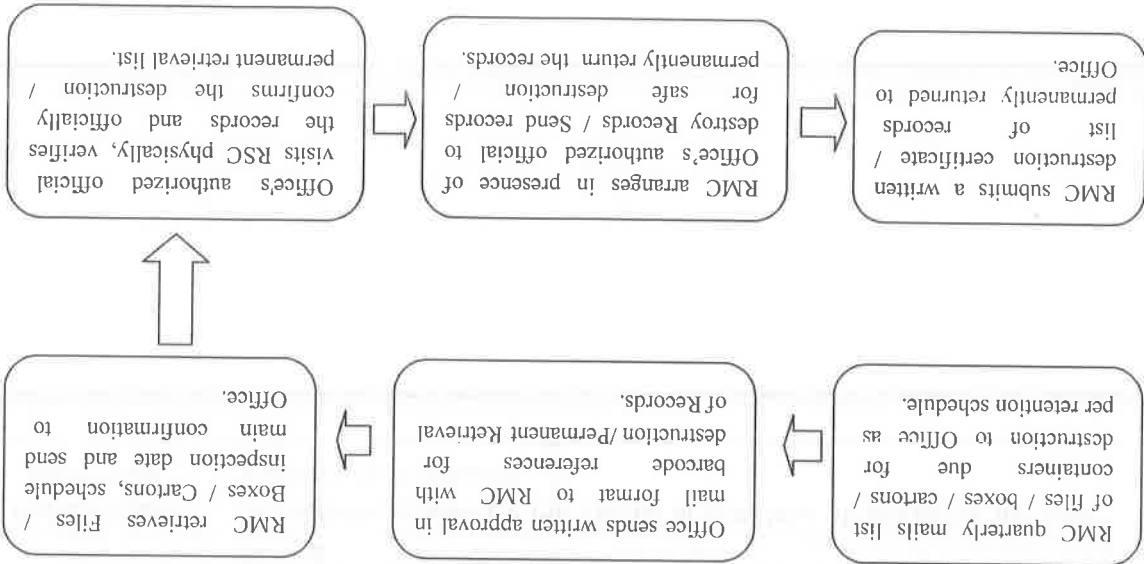 RMC quarterly mails list
of files / boxes / cartons /
containers due for
destruction to Office as
per retention schedule.
Office sends written approval in
mail format to RMC with
barcode references for
destruction /Permanent Retrieval
of Records.
RMC retrieves Files /
Boxes / Cartons, schedule
inspection date and send
main confirmation to
Office.
Office's authorized official
visits RSC physically, verifies
the records and officially
confirms the destruction /
permanent retrieval list.
RMC arranges in presence of
Office's authorized official to
destroy Records / Send records
for safe destruction /
permanently return the records.
RMC submits a written
destruction certificate /
list of records
permanently returned to
Office.